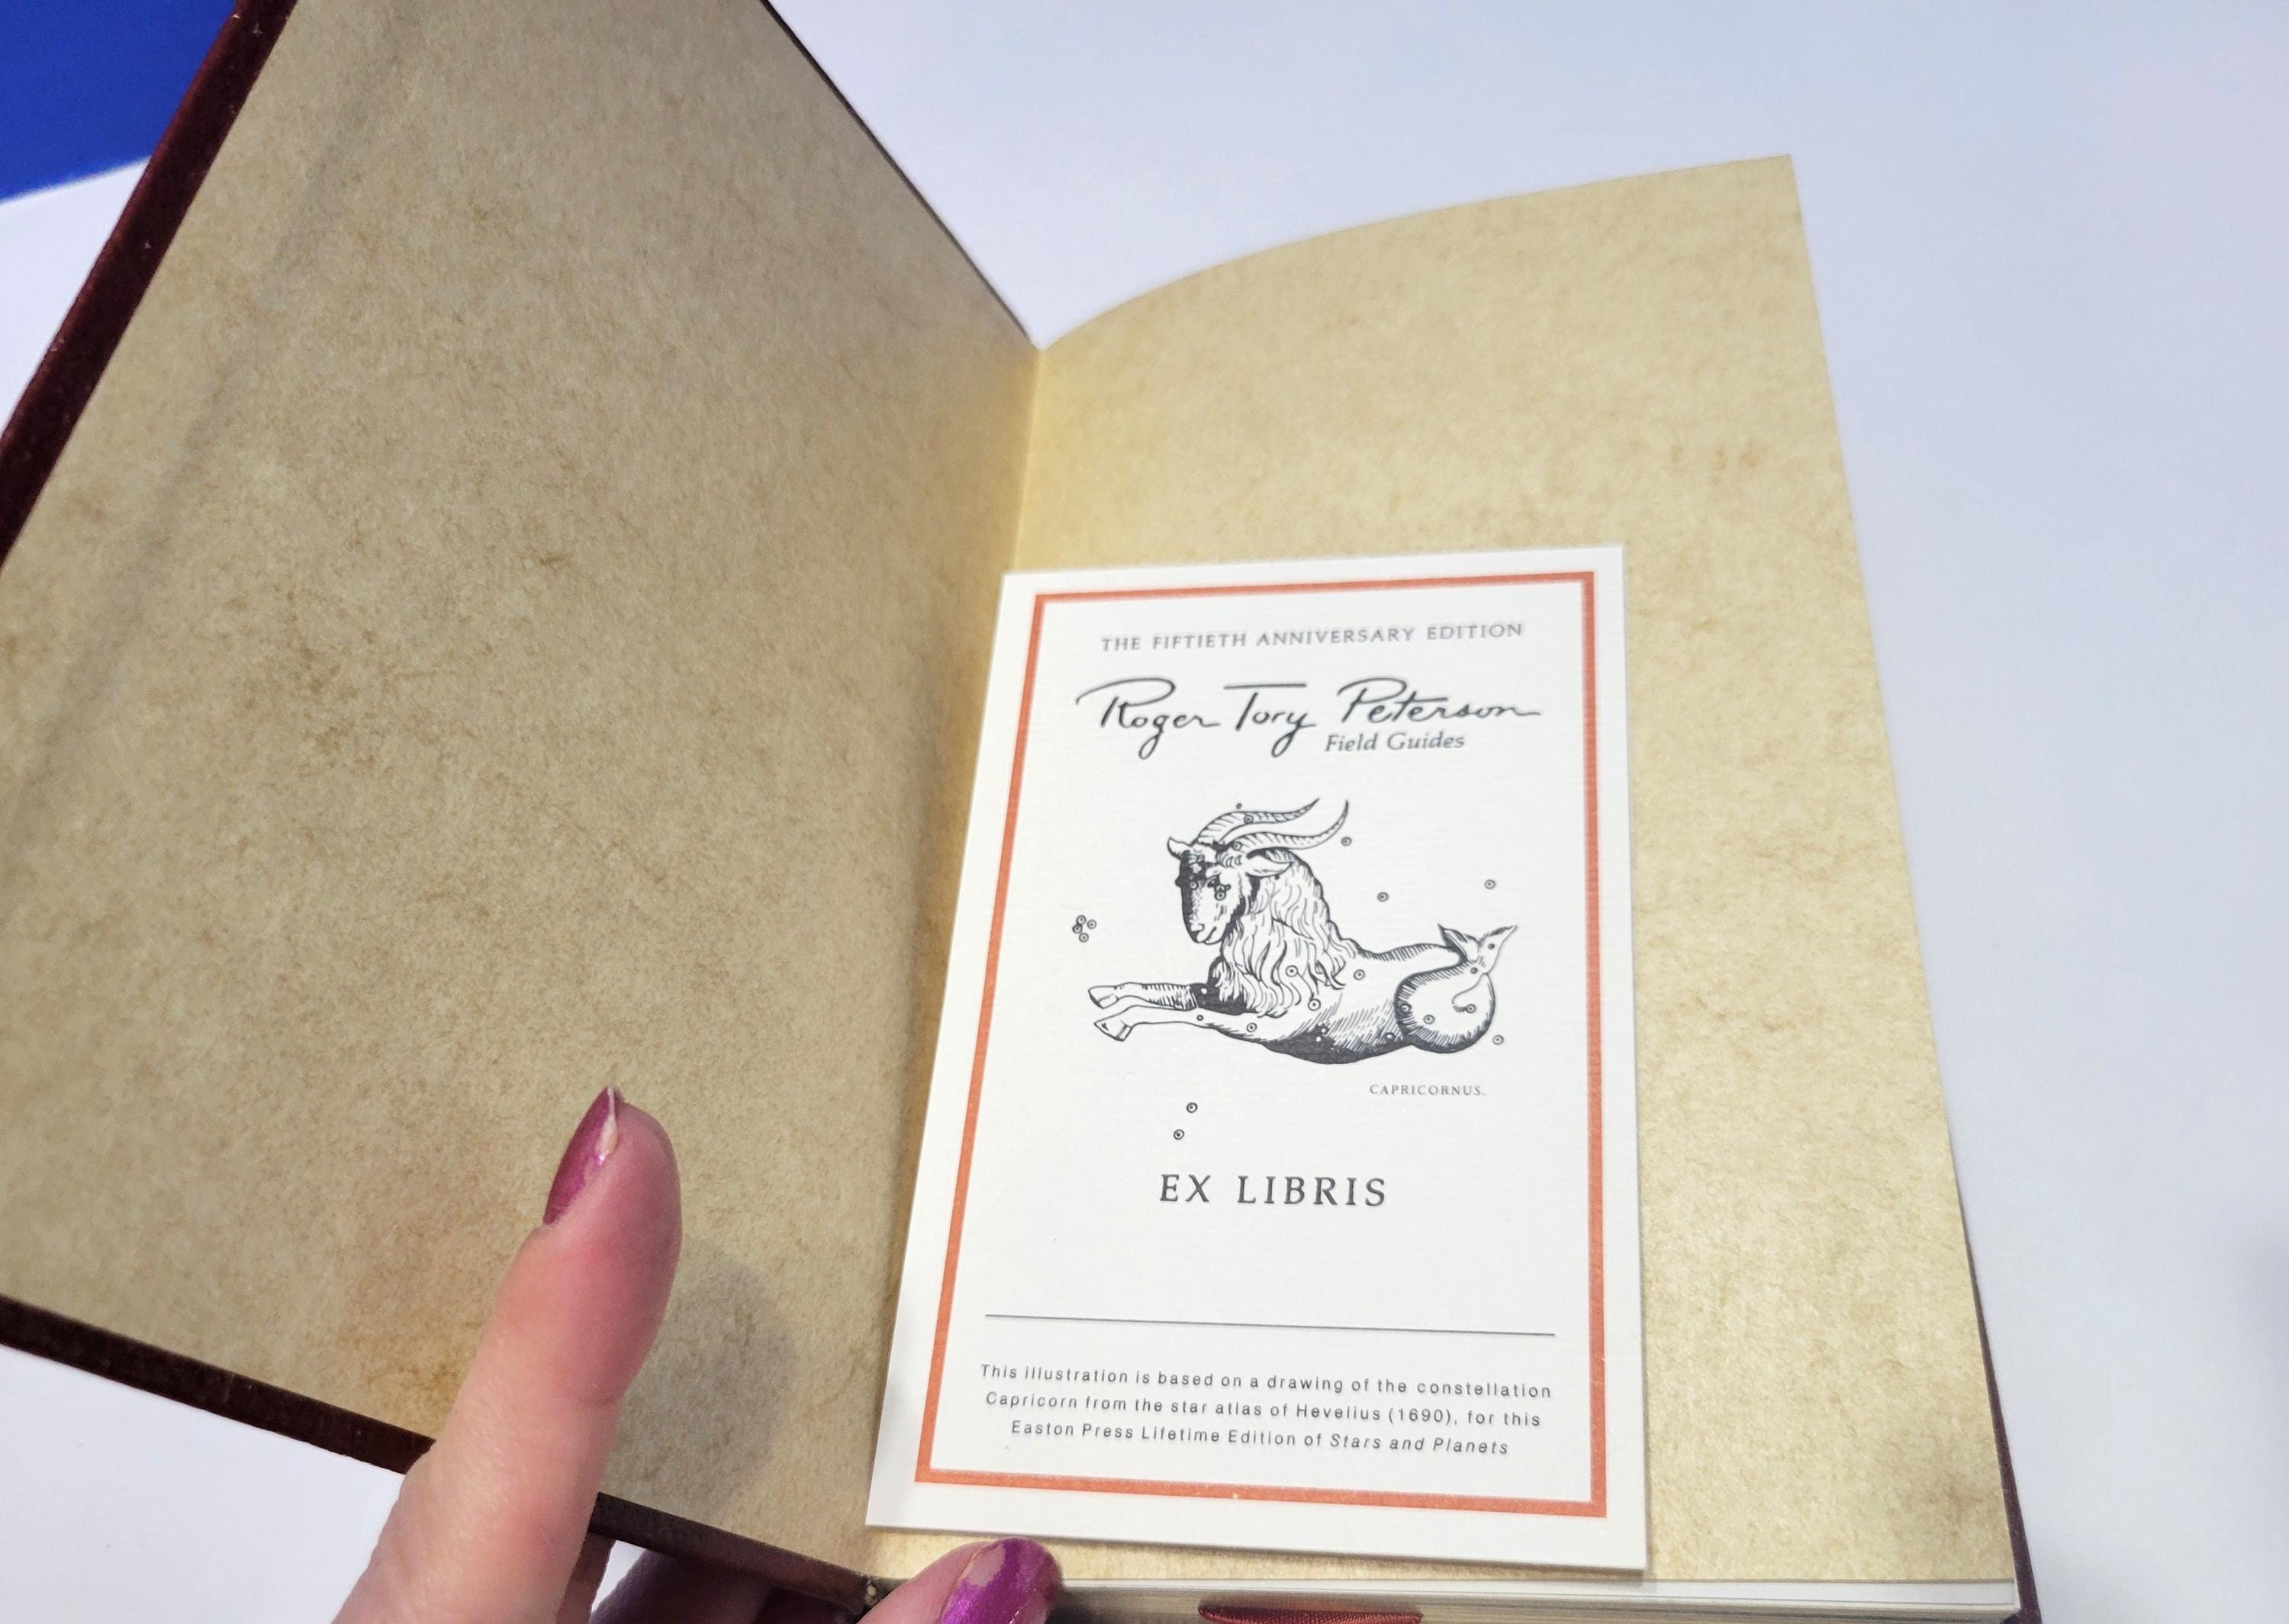 THE FIFTIETH ANNIVERSARY EDITION
Roger Tory Peterson
Field Guides
CAPRICORNUS.
EX LIBRIS
This illustration is based on a drawing of the constellation
Capricorn from the star atlas of Hevelius (1690), for this
Easton Press Lifetime Edition of Stars and Planets